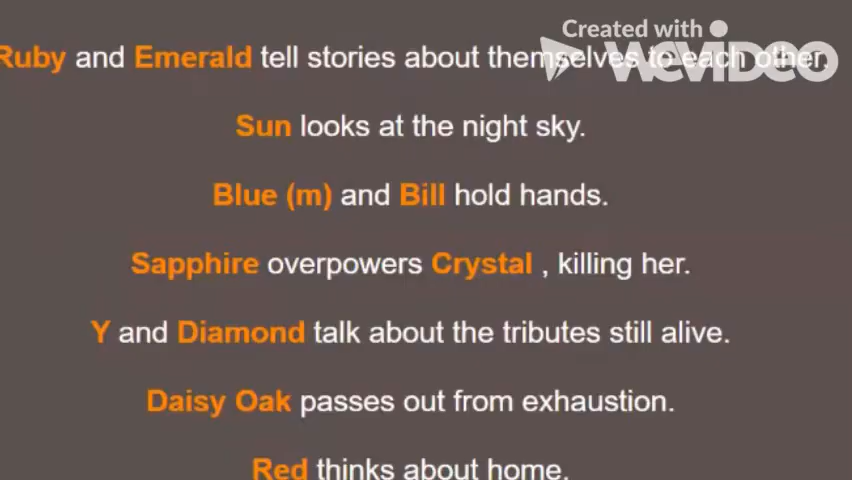 Created with
WeVideo
Ruby and Emerald tell stories about themselves to each other.
Sun looks at the night sky.
Blue (m) and Bill hold hands.
Sapphire overpowers Crystal , killing her.
Y and Diamond talk about the tributes still alive.
Daisy Oak passes out from exhaustion.
Red thinks about home.